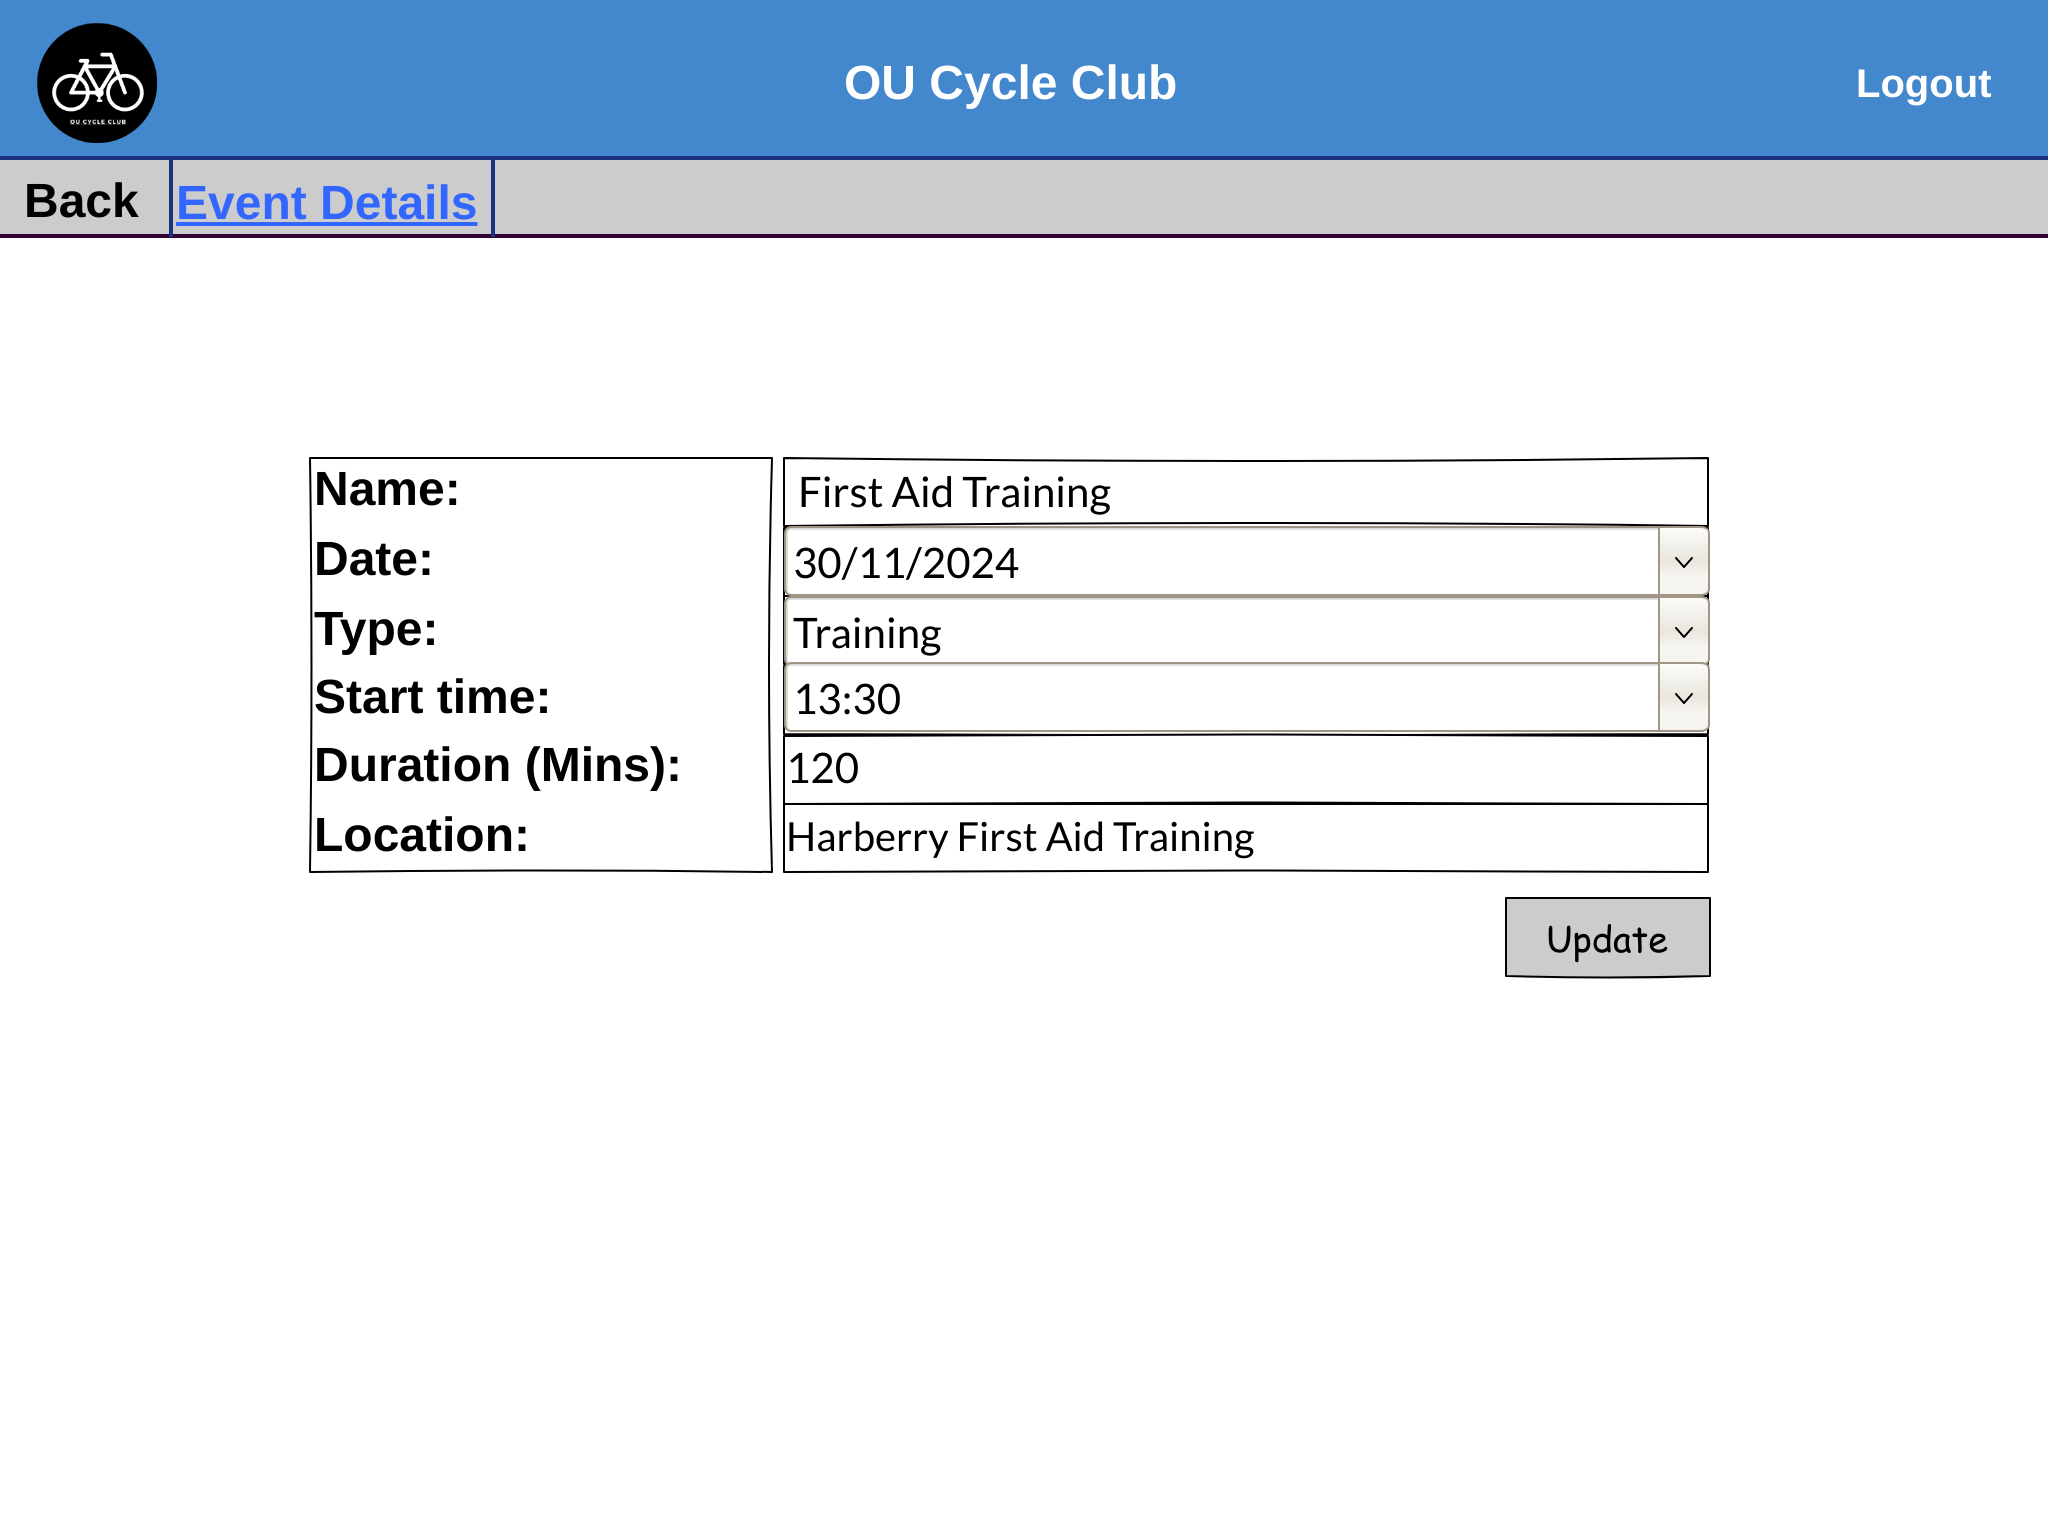 OU CYCLE CLUB
OU Cycle Club
Logout
Back
Event Details
Name:
First Aid Training
Date:
30/11/2024
Type:
Training
Start time:
13:30
Duration (Mins):
120
Location:
Harberry First Aid Training
Update